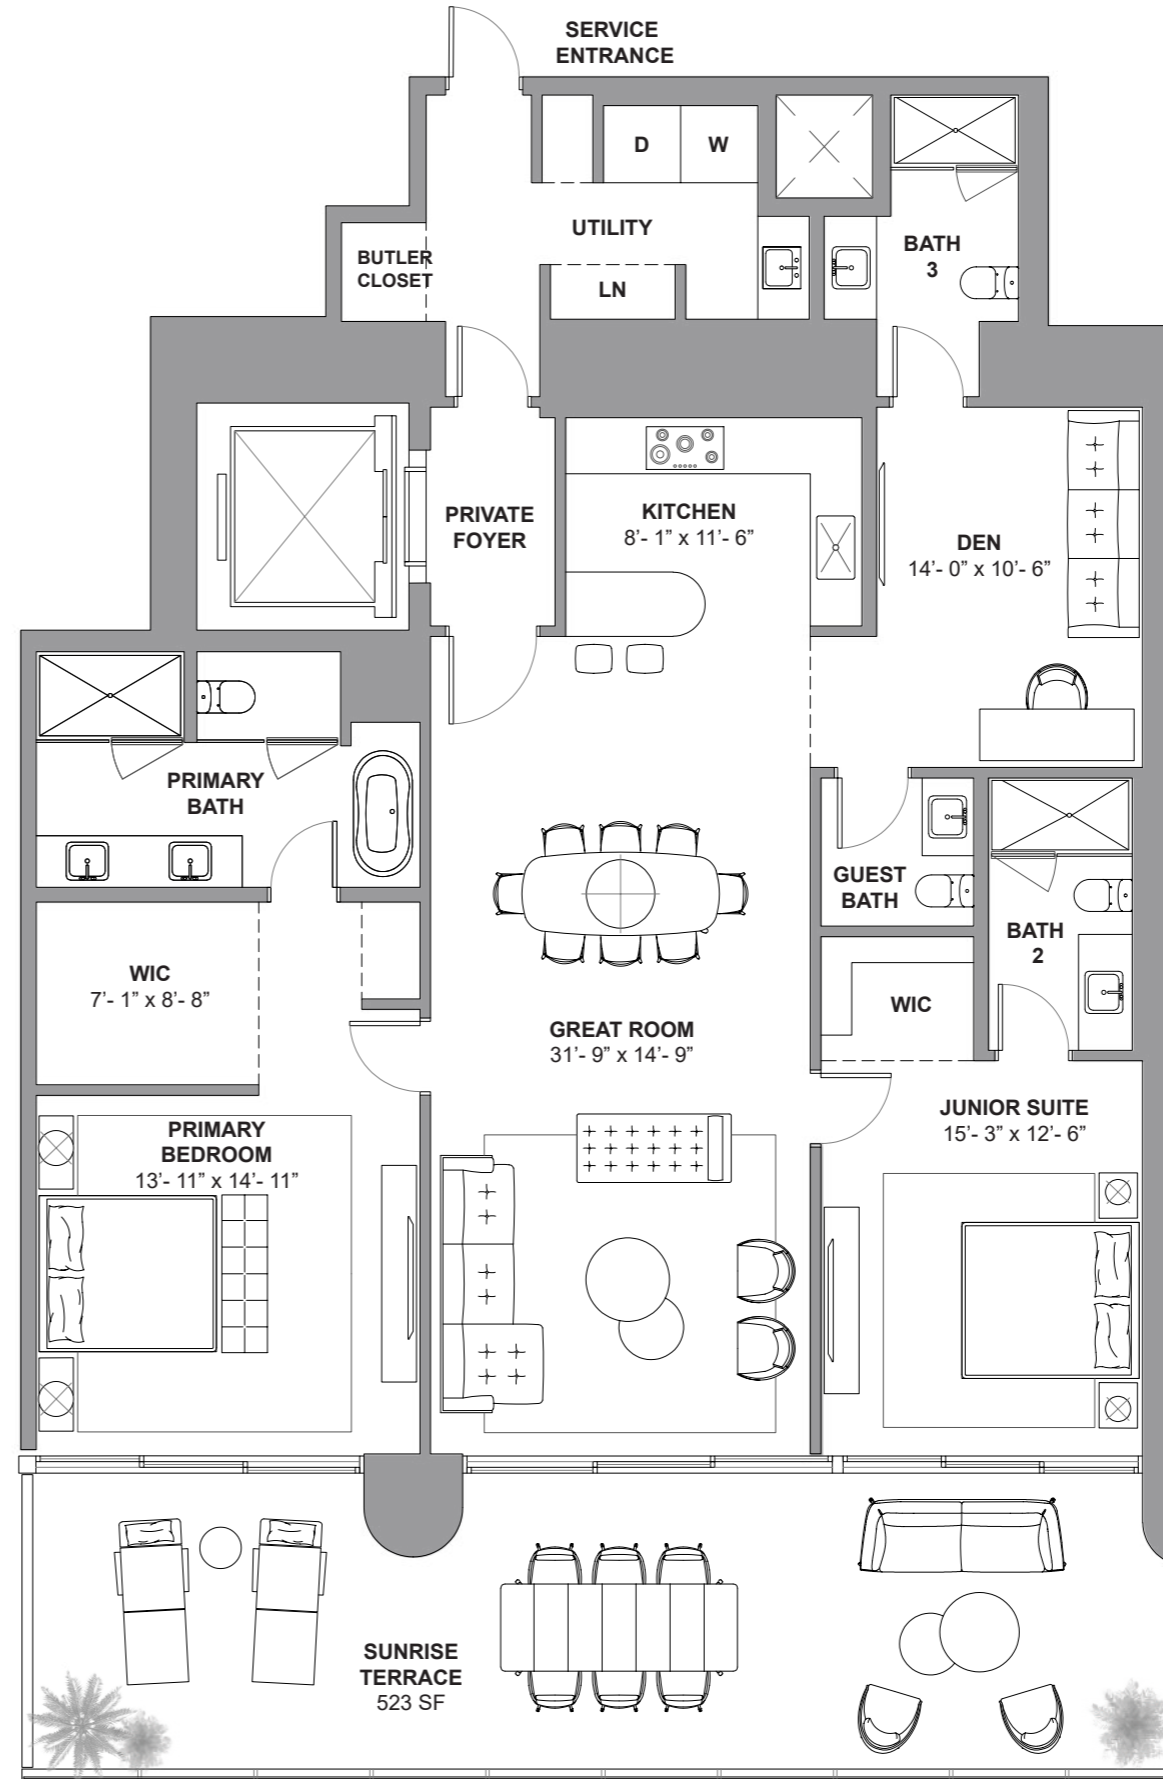 SERVICE
ENTRANCE
D
W
UTILITY
BATH
3
BUTLER
CLOSET
LN
PRIVATE
FOYER
KITCHEN
8'- 1” x 11'- 6”
DEN
14'- 0” x 10'- 6”
PRIMARY
BATH
GUEST
BATH
BATH
2
WIC
7'- 1” x 8'- 8”
WIC
GREAT ROOM
31'- 9” x 14'- 9”
JUNIOR SUITE
15'- 3” x 12'- 6”
PRIMARY
BEDROOM
13'- 11” x 14'- 11”
SUNRISE
TERRACE
523 SF